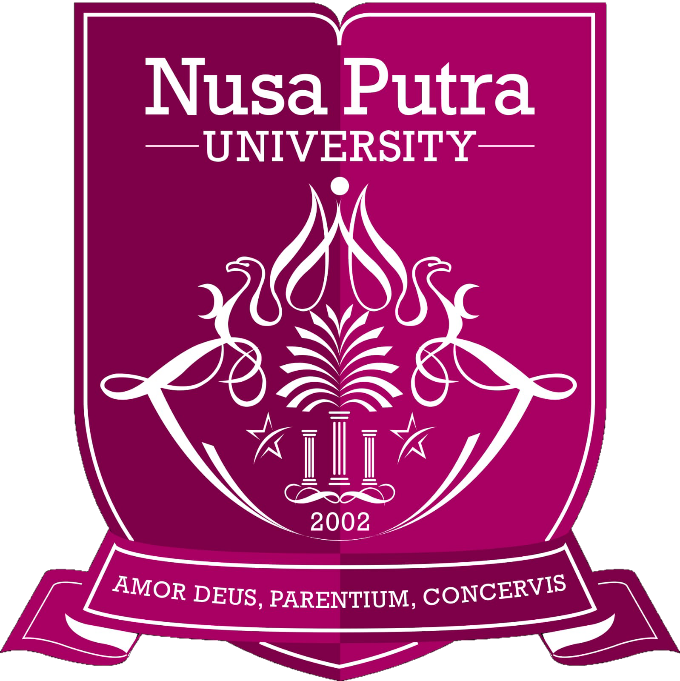 Nusa Putra
UNIVERSITY
2002
AMOR DEUS, PARENTIUM, CONCERVIS